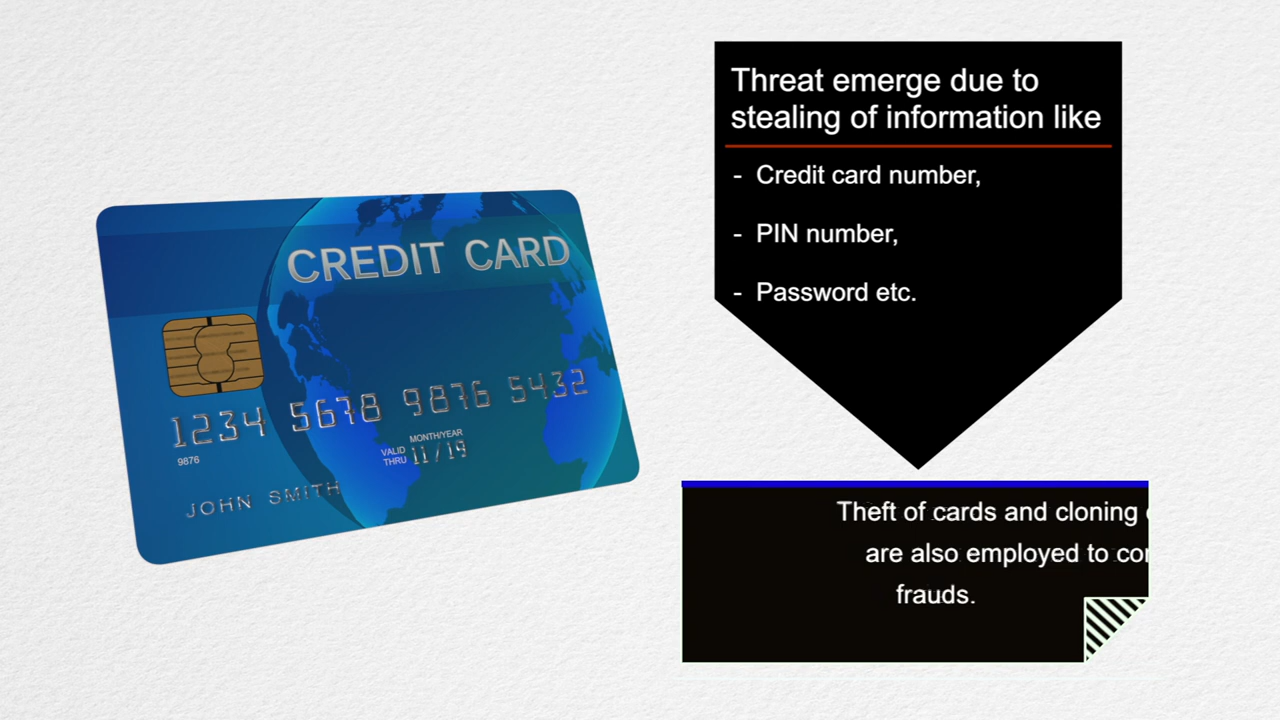 CREDIT CARD
1234 5678 9876 5432
9876
MONTH/YEAR
VALID
THRU 11/19
JOHN SMITH
Threat emerge due to
stealing of information like
- Credit card number,
- PIN number,
- Password etc.
Theft of cards and cloning
are also employed to
frauds.